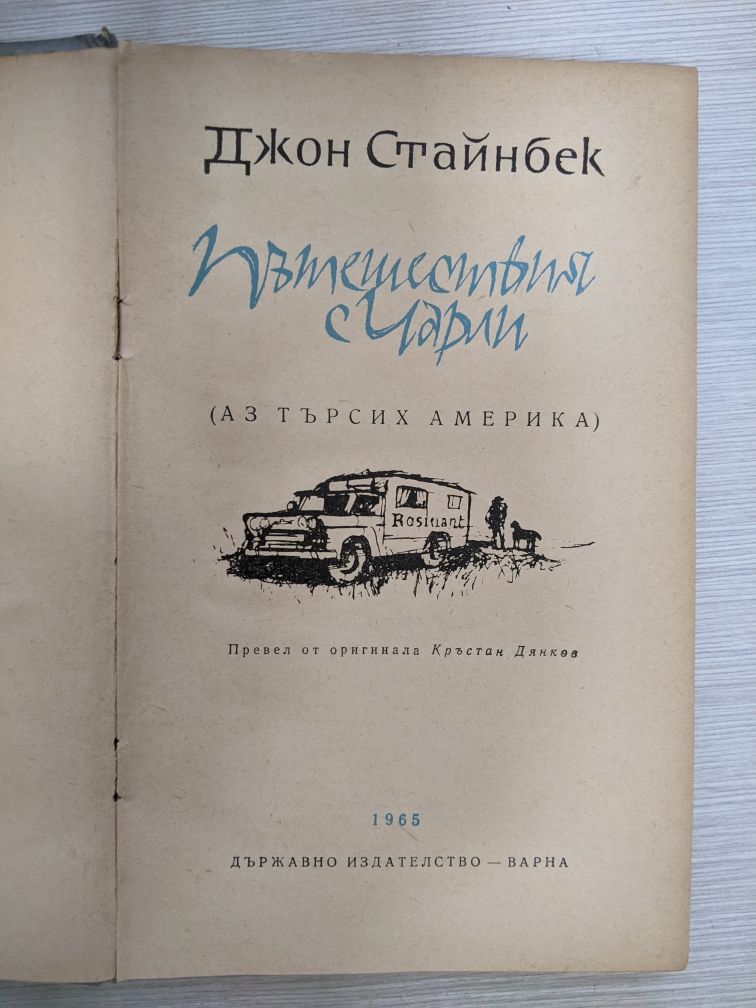 Джон Стайнбек
Пътешествия
с Чарли
(АЗ ТЪРСИХ АМЕРИКА)
Rosinant
Превел от оригинала Кръстан Дянков
1965
ДЪРЖАВНО ИЗДАТЕЛСТВО — ВАРНА